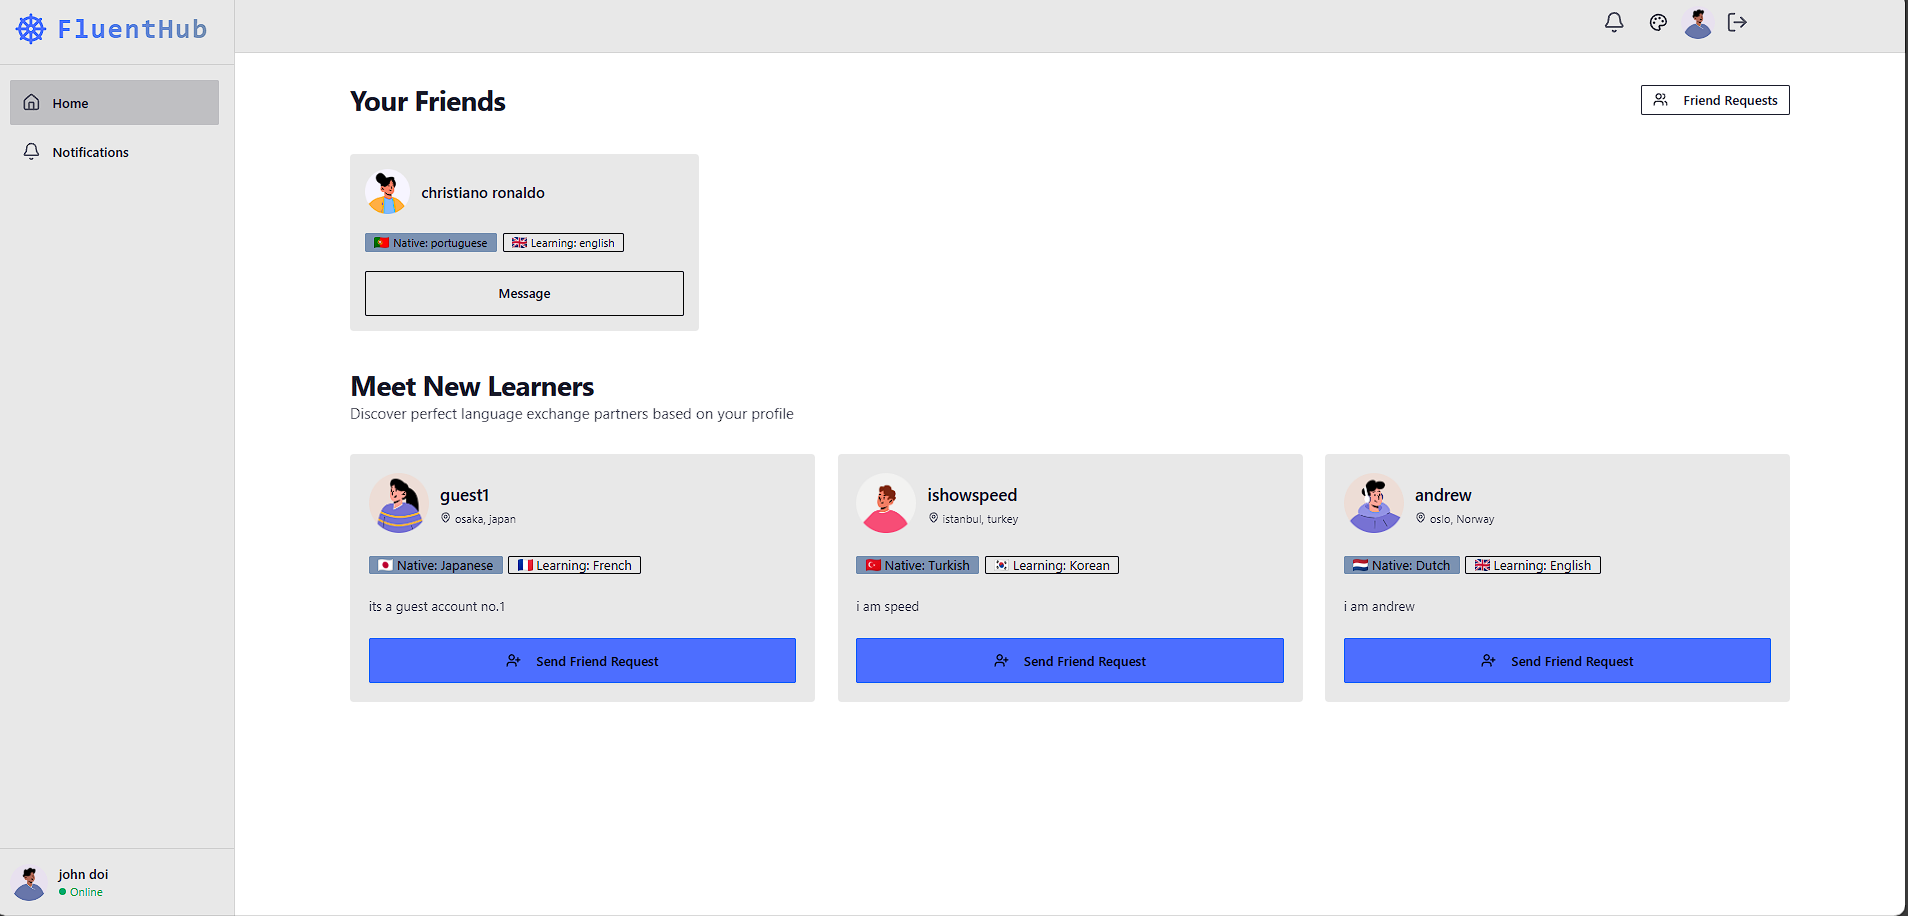 FluentHub
Home
Notifications
Your Friends
Friend Requests
christiano ronaldo
Native: portuguese
Learning: english
Message
Meet New Learners
Discover perfect language exchange partners based on your profile
guest1
osaka, japan
Native: Japanese
Learning: French
its a guest account no.1
Send Friend Request
ishowspeed
istanbul, turkey
Native: Turkish
Learning: Korean
i am speed
Send Friend Request
andrew
oslo, Norway
Native: Dutch
Learning: English
i am andrew
Send Friend Request
john doi
Online